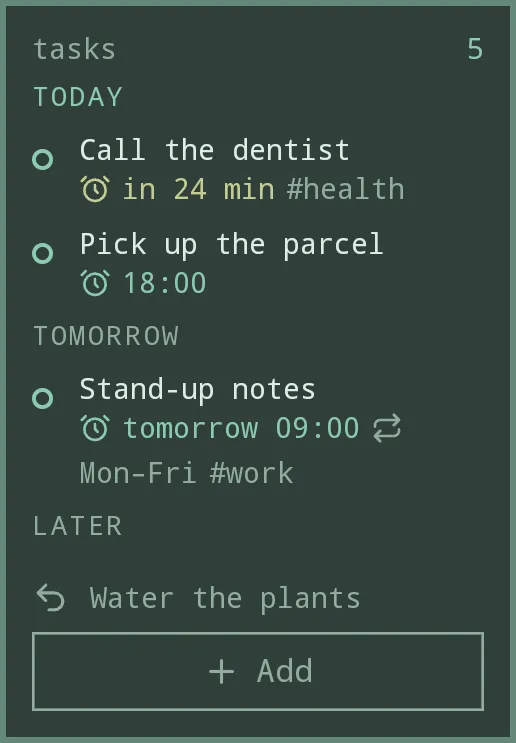 tasks 5
TODAY
Call the dentist
in 24 min #health
Pick up the parcel
18:00
TOMORROW
Stand-up notes
tomorrow 09:00
Mon–Fri #work
LATER
Water the plants
+ Add